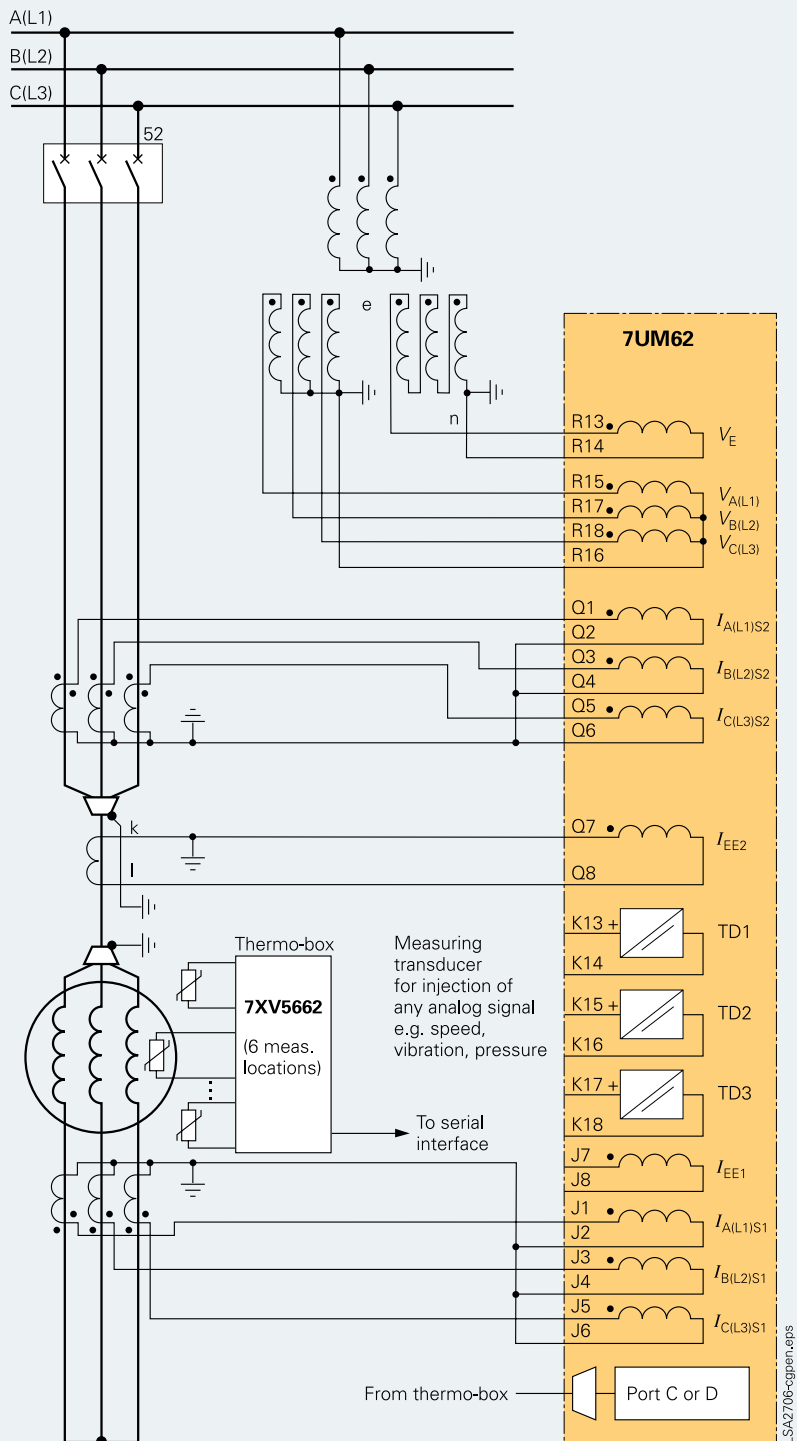 A(L1)
B(L2)
C(L3)
52
e
n
7UM62
R13
R14
V_E
R15
V_A(L1)
R17
V_B(L2)
R18
V_C(L3)
R16
Q1
Q2
I_A(L1)S2
Q3
Q4
I_B(L2)S2
Q5
Q6
I_C(L3)S2
k
l
Q7
Q8
I_EE2
Thermo-box
7XV5662
(6 meas.
locations)
Measuring
transducer
for injection of
any analog signal
e.g. speed,
vibration, pressure
K13 +
K14
TD1
K15 +
K16
TD2
K17 +
K18
TD3
To serial
interface
J7
J8
I_EE1
J1
J2
I_A(L1)S1
J3
J4
I_B(L2)S1
J5
J6
I_C(L3)S1
From thermo-box
Port C or D
LSA2706-cgpen.eps